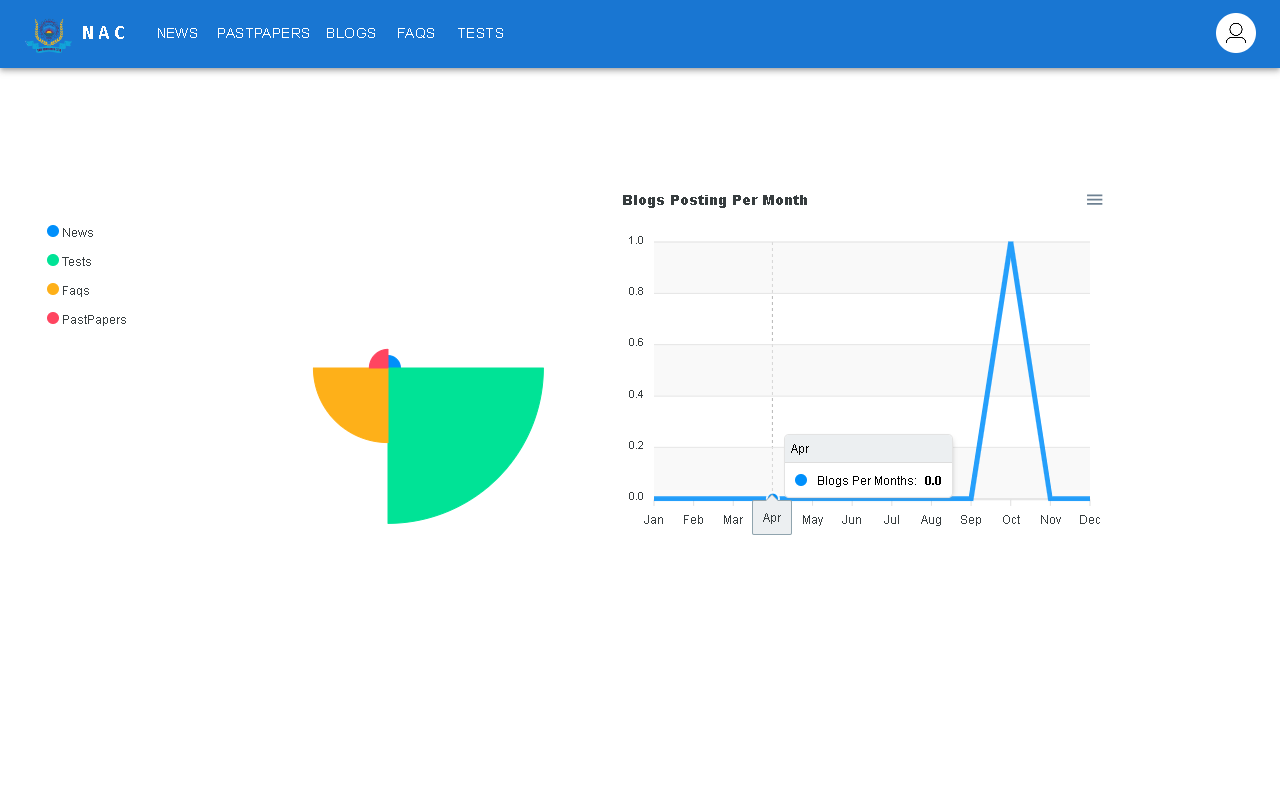 NAC NEWS PASTPAPERS BLOGS FAQS TESTS
News
Tests
Faqs
PastPapers
Blogs Posting Per Month
1.0
0.8
0.6
0.4
0.2
0.0
Apr
Blogs Per Months: 0.0
Jan Feb Mar Apr May Jun Jul Aug Sep Oct Nov Dec